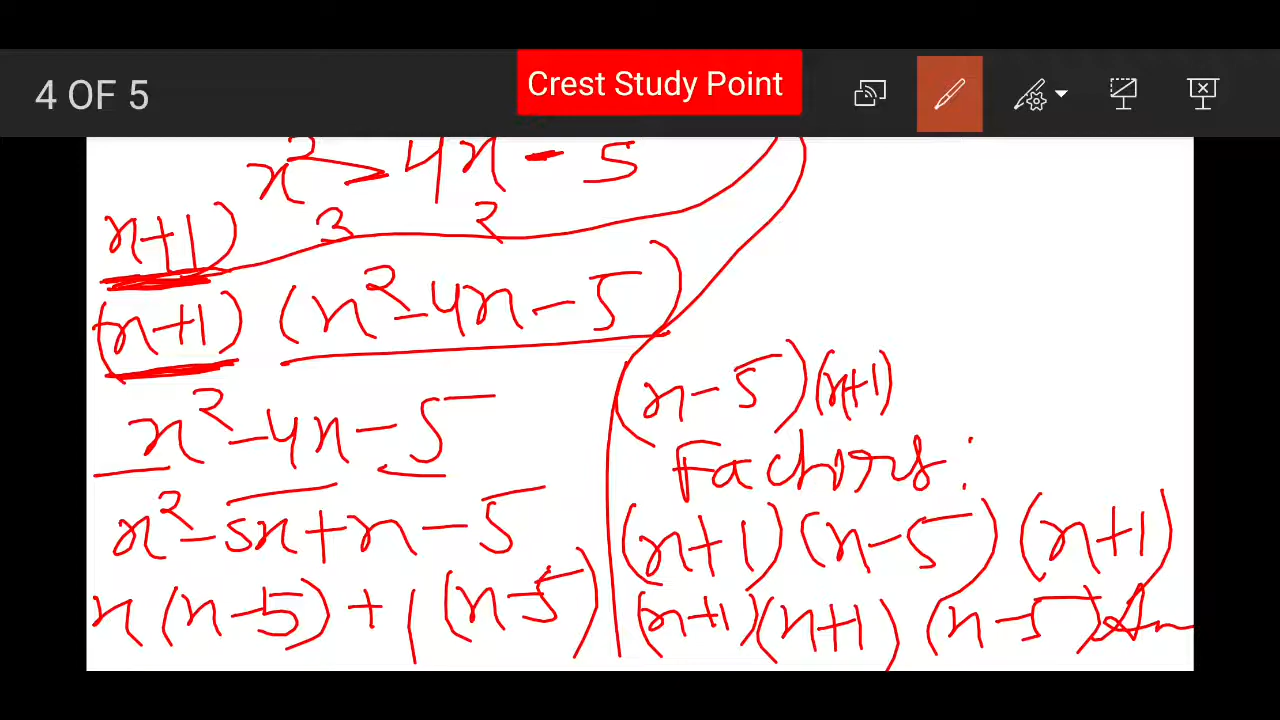 4 OF 5
Crest Study Point
x² - 4x - 5
x+1)
3 2
(x+1) (x² - 4x - 5)
x² - 4x - 5
x² - 5x + x - 5
x(x-5) + 1(x-5)
(x-5)(x+1)
Factors:
(x+1)(x-5)(x+1)
(x+1)(x+1)(x-5) Ans